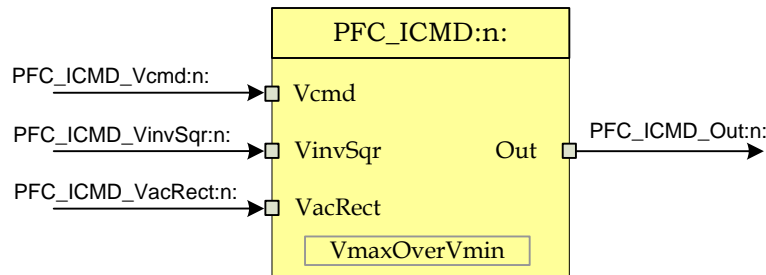 PFC_ICMD:n:
PFC_ICMD_Vcmd:n:
Vcmd
PFC_ICMD_VinvSqr:n:
VinvSqr
Out
PFC_ICMD_Out:n:
PFC_ICMD_VacRect:n:
VacRect
VmaxOverVmin